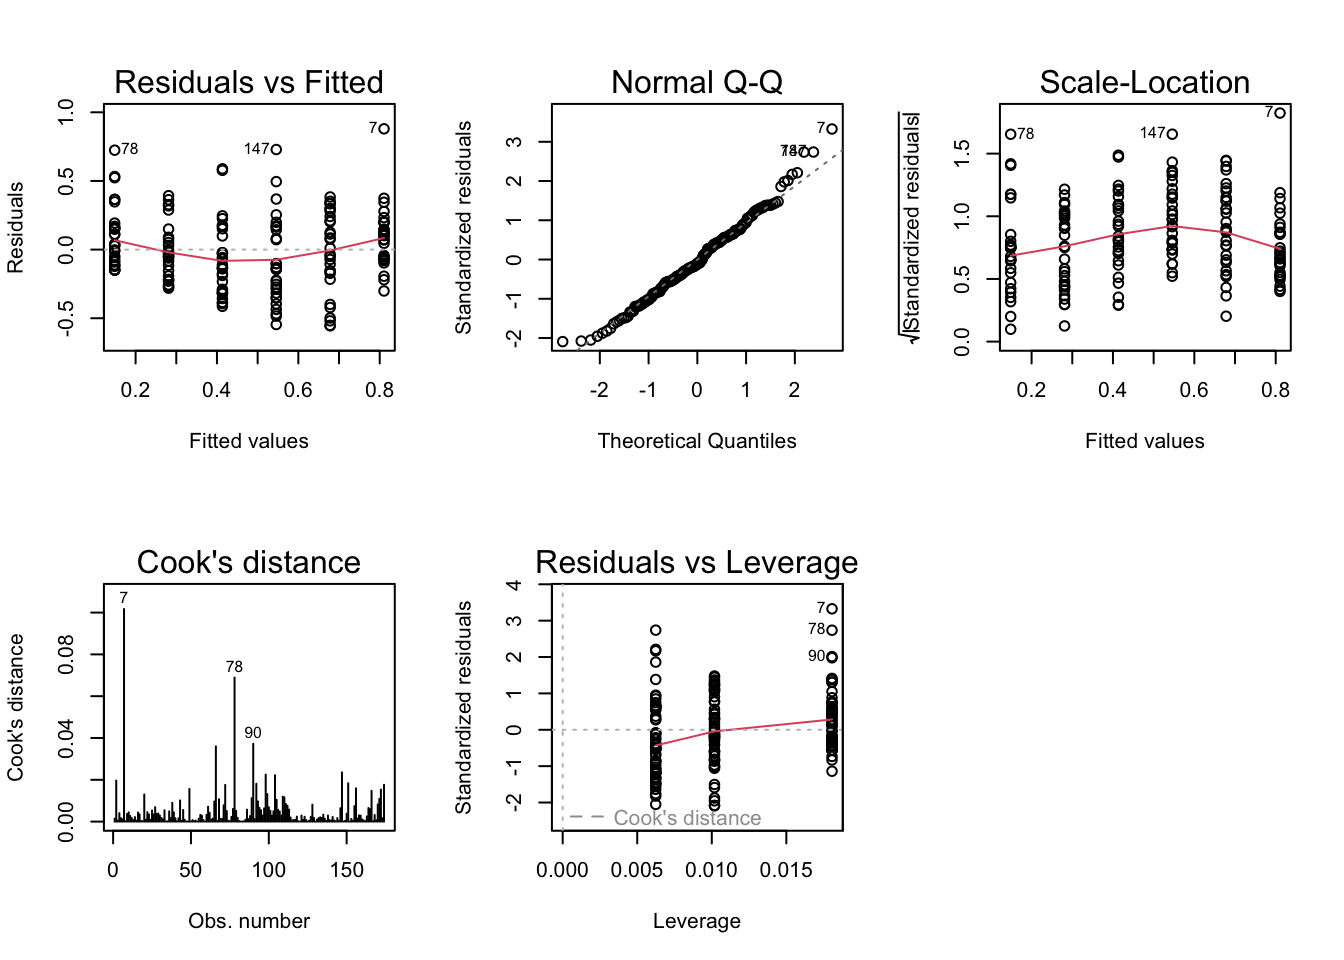 Residuals vs Fitted
Residuals
1.0
0.5
0.0
-0.5
78
147
7
0.2 0.4 0.6 0.8
Fitted values
Normal Q-Q
Standardized residuals
3
2
1
0
-1
-2
7
-2 -1 0 1 2
Theoretical Quantiles
Scale-Location
√|Standardized residuals|
1.5
1.0
0.5
0.0
78
147
7
0.2 0.4 0.6 0.8
Fitted values
Cook's distance
Cook's distance
0.08
0.04
0.00
7
78
90
0 50 100 150
Obs. number
Residuals vs Leverage
Standardized residuals
4
3
2
1
0
-1
-2
7
78
90
Cook's distance
0.000 0.005 0.010 0.015
Leverage